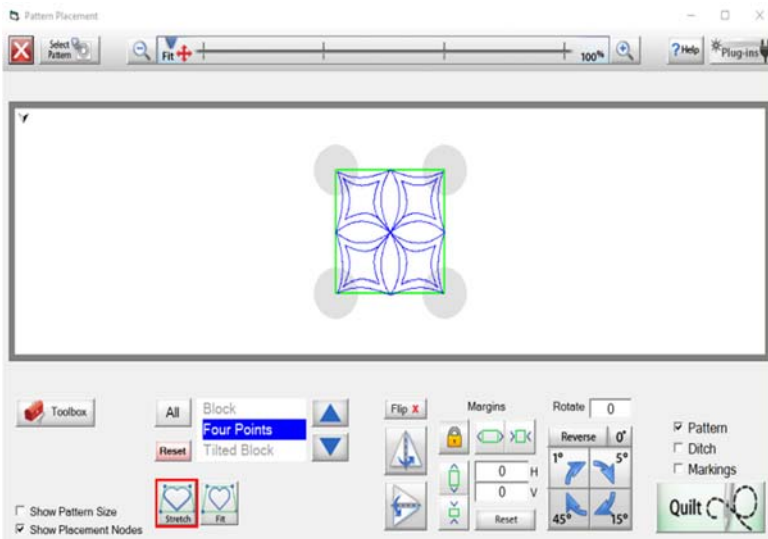 Pattern Placement
Select
Pattern
Fit
100%
? Help
Plug-ins
Toolbox
All
Reset
Block
Four Points
Tilted Block
Stretch
Fit
Show Pattern Size
Show Placement Nodes
Flip X
Margins
0 H
0 V
Reset
Rotate 0
Reverse 0°
1° 5°
45° 15°
Pattern
Ditch
Markings
Quilt